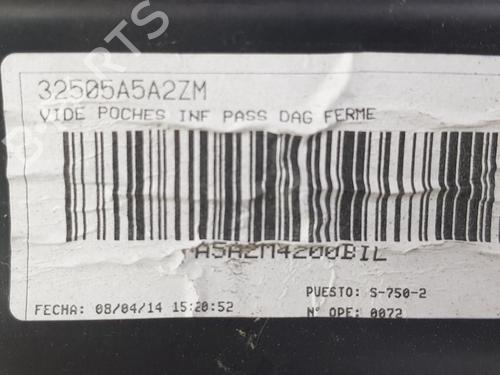 32505A5A2ZM
VIDE POCHES INF PASS DAG FERME
A5A2M4200BIL
PUESTO: S-750-2
FECHA: 08/04/14 15:20:52
N° OPE: 0072